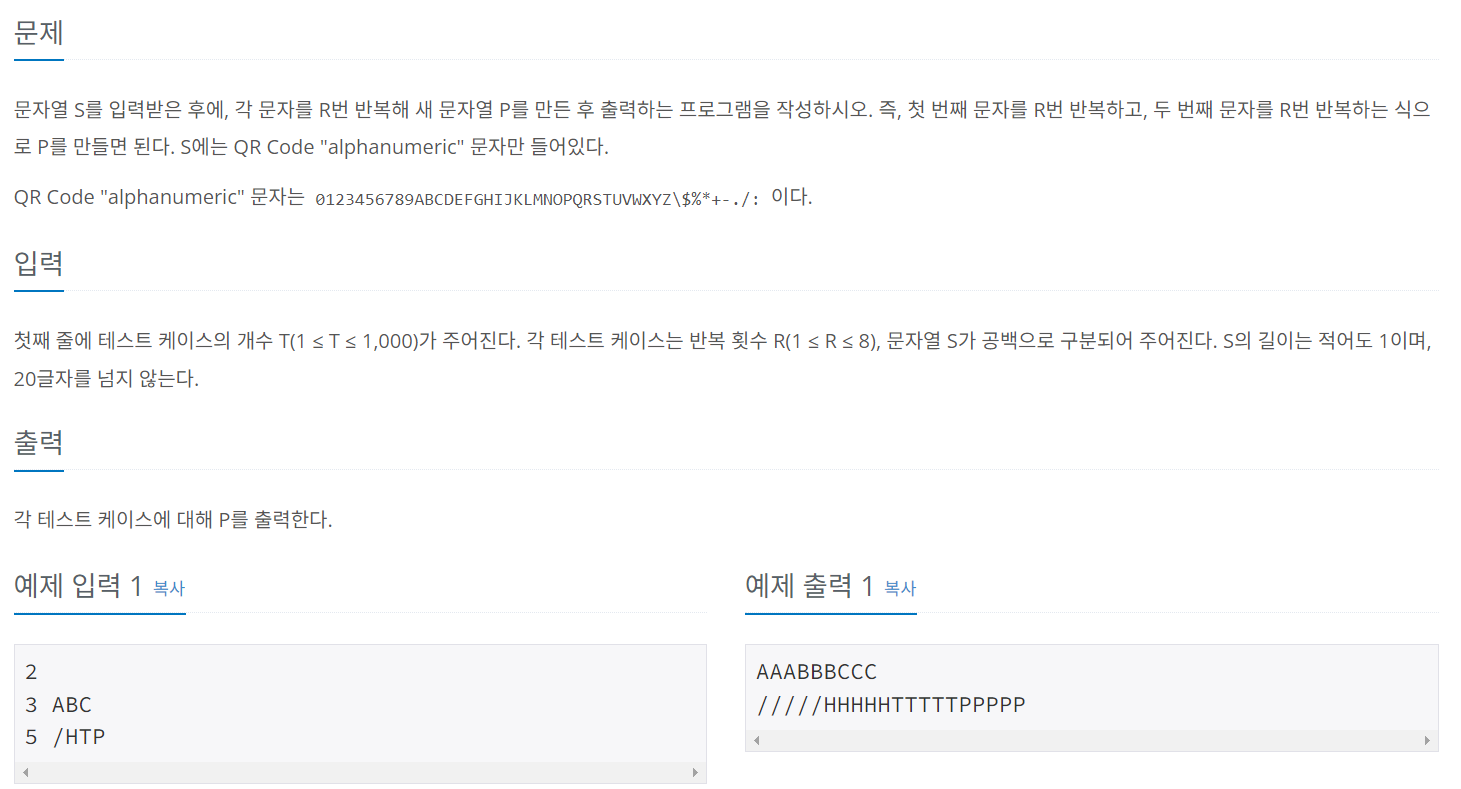 문제
문자열 S를 입력받은 후에, 각 문자를 R번 반복해 새 문자열 P를 만든 후 출력하는 프로그램을 작성하시오. 즉, 첫 번째 문자를 R번 반복하고, 두 번째 문자를 R번 반복하는 식으
로 P를 만들면 된다. S에는 QR Code "alphanumeric" 문자만 들어있다.
QR Code "alphanumeric" 문자는 0123456789ABCDEFGHIJKLMNOPQRSTUVWXYZ\$%*+-./: 이다.
입력
첫째 줄에 테스트 케이스의 개수 T(1 ≤ T ≤ 1,000)가 주어진다. 각 테스트 케이스는 반복 횟수 R(1 ≤ R ≤ 8), 문자열 S가 공백으로 구분되어 주어진다. S의 길이는 적어도 1이며,
20글자를 넘지 않는다.
출력
각 테스트 케이스에 대해 P를 출력한다.
예제 입력 1 복사
2
3 ABC
5 /HTP
예제 출력 1 복사
AAABBBCCC
/////HHHHHTTTTTPPPPP